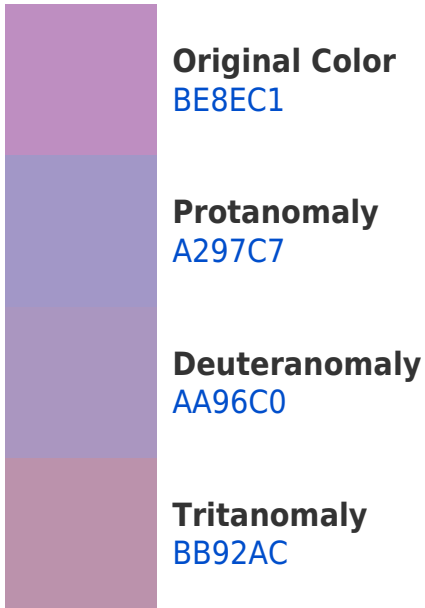 Original Color
BE8EC1
Protanomaly
A297C7
Deuteranomaly
AA96C0
Tritanomaly
BB92AC